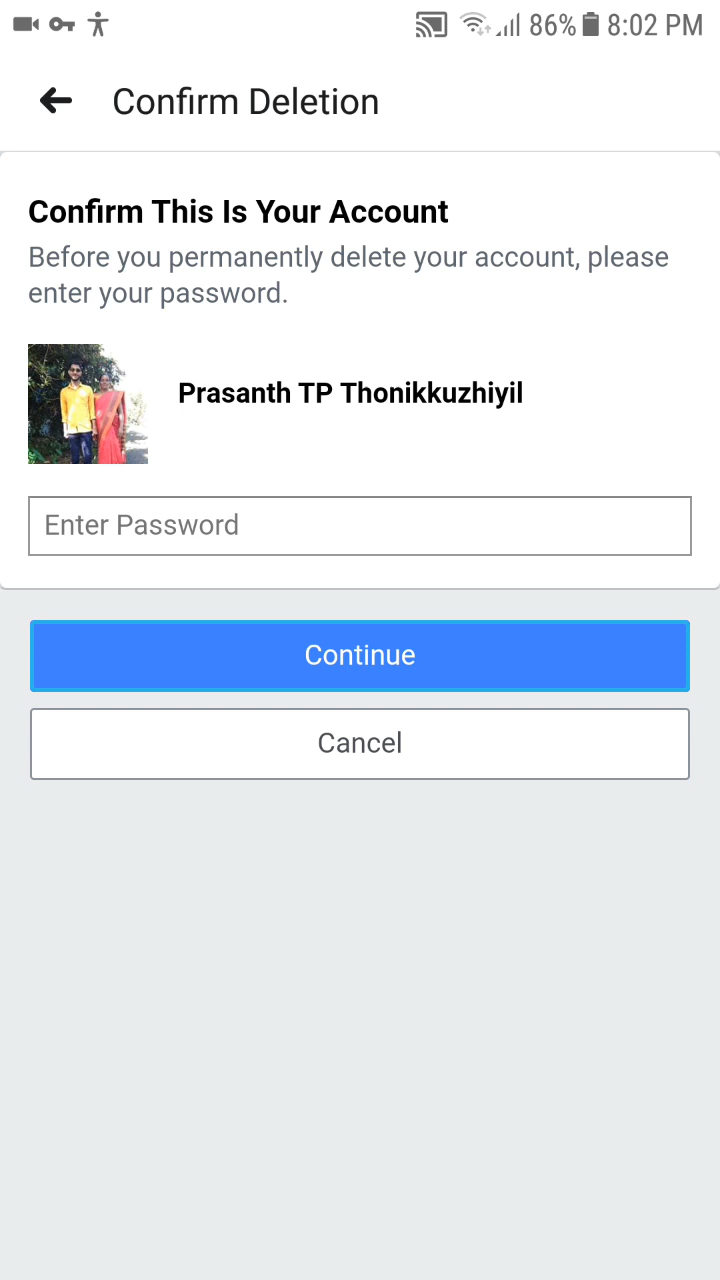 86% 8:02 PM
Confirm Deletion
Confirm This Is Your Account
Before you permanently delete your account, please
enter your password.
Prasanth TP Thonikkuzhiyil
Enter Password
Continue
Cancel